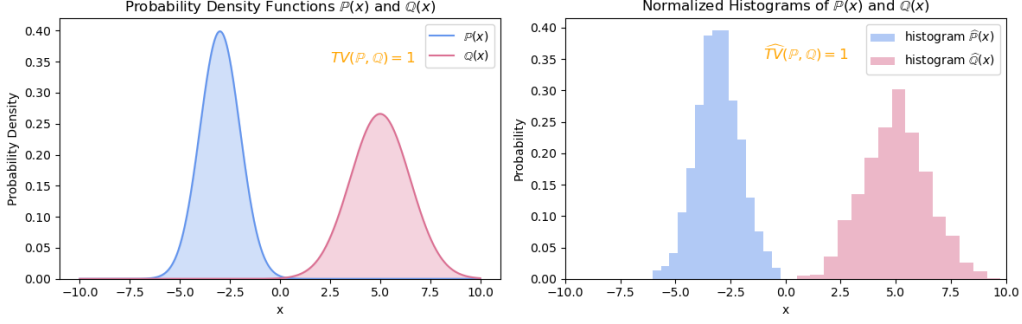 Probability Density Functions ℙ(x) and ℚ(x)
0.40
0.35
0.30
0.25
0.20
0.15
0.10
0.05
0.00
Probability Density
TV(ℙ, ℚ) = 1
ℙ(x)
ℚ(x)
−10.0 −7.5 −5.0 −2.5 0.0 2.5 5.0 7.5 10.0
x
Normalized Histograms of ℙ(x) and ℚ(x)
0.40
0.35
0.30
0.25
0.20
0.15
0.10
0.05
0.00
Probability
T̂V(ℙ, ℚ) = 1
histogram ℙ̂(x)
histogram ℚ̂(x)
−10.0 −7.5 −5.0 −2.5 0.0 2.5 5.0 7.5 10.0
x